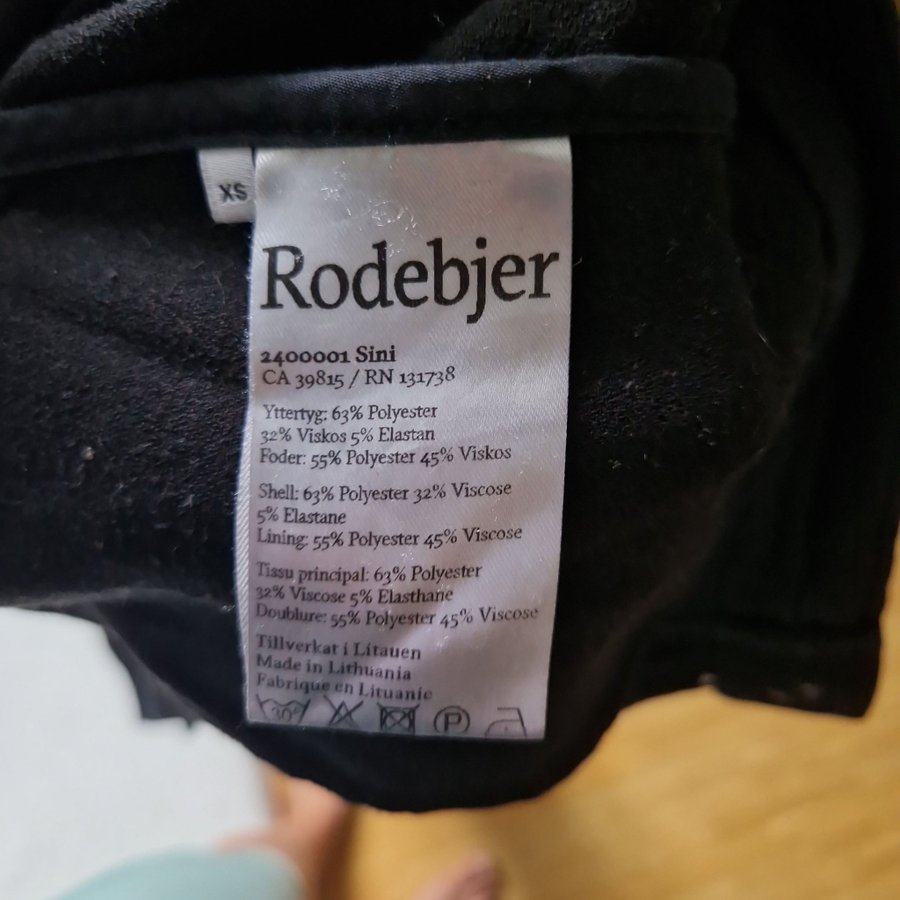 XS
Rodebjer
2400001 Sini
CA 39815 / RN 131738
Yttertyg: 63% Polyester
32% Viskos 5% Elastan
Foder: 55% Polyester 45% Viskos
Shell: 63% Polyester 32% Viscose
5% Elastane
Lining: 55% Polyester 45% Viscose
Tissu principal: 63% Polyester
32% Viscose 5% Elasthane
Doublure: 55% Polyester 45% Viscose
Tillverkat i Litauen
Made in Lithuania
Fabrique en Lituanie
30° P